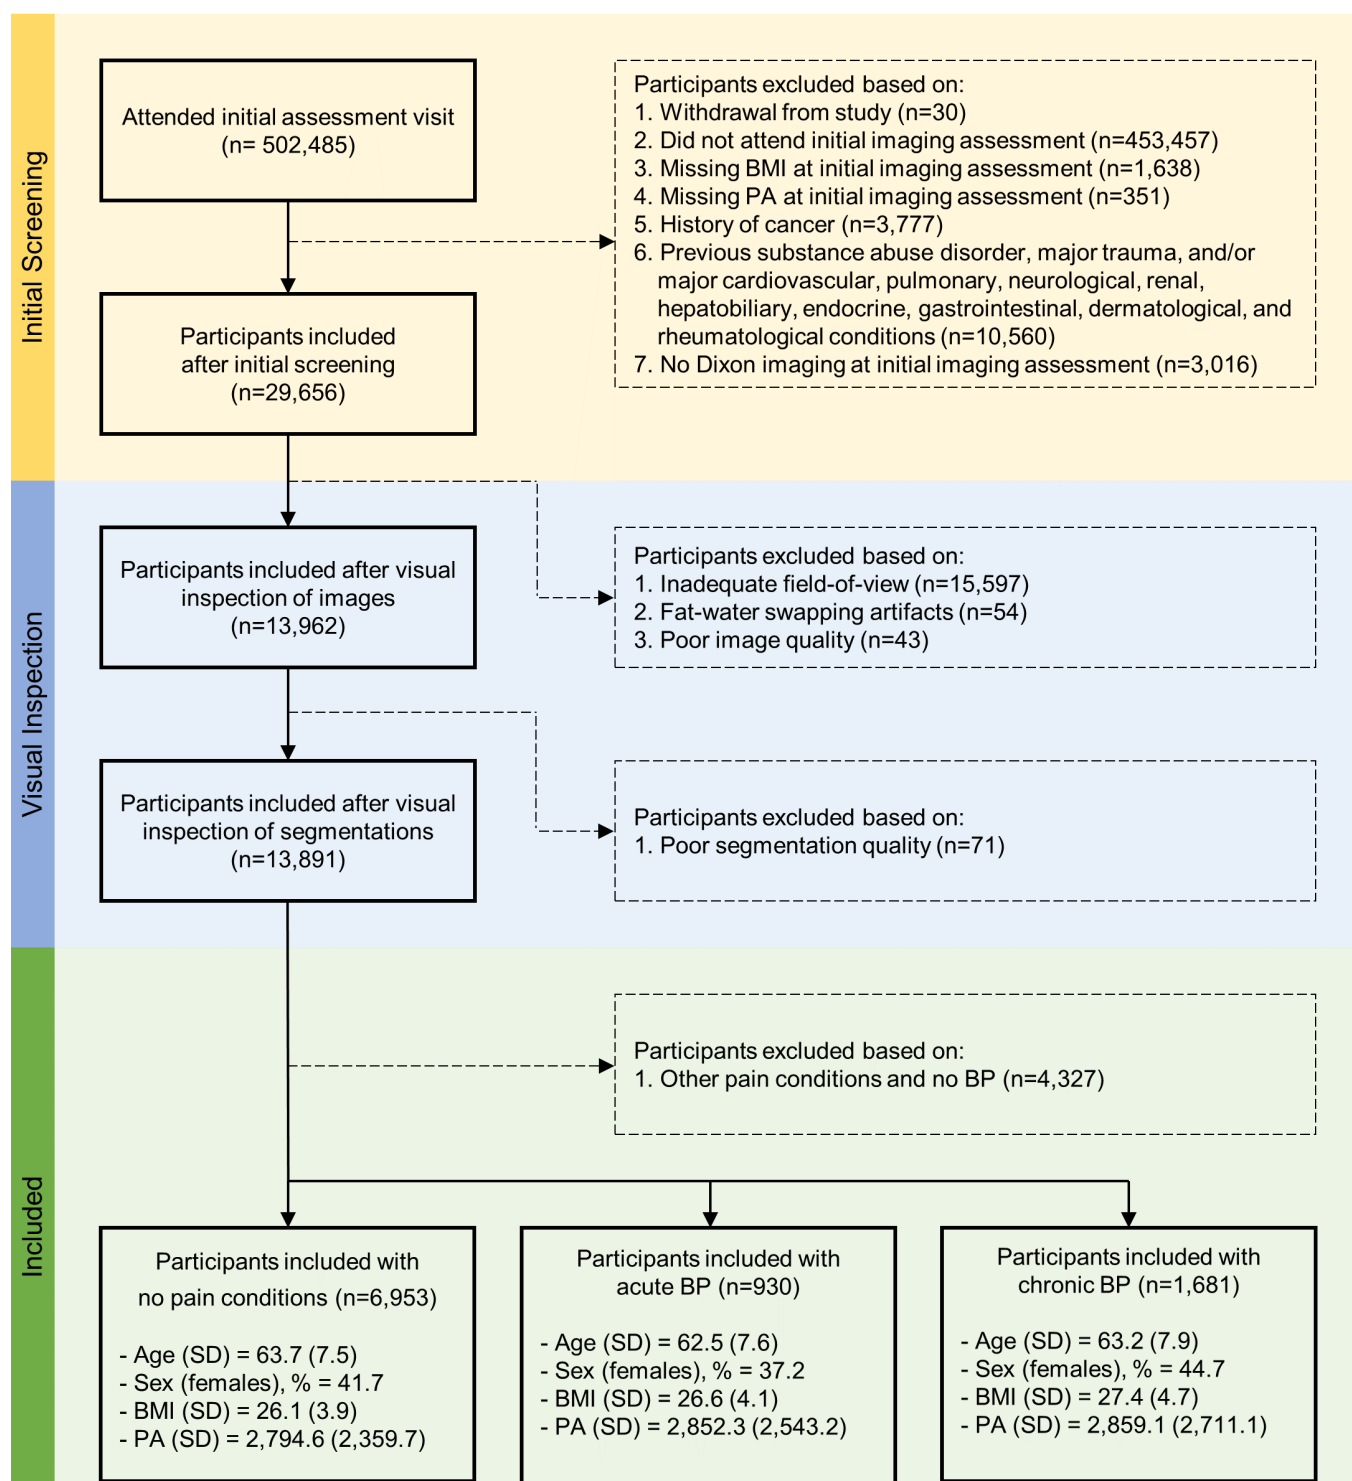 Initial Screening
Attended initial assessment visit
(n= 502,485)
Participants excluded based on:
1. Withdrawal from study (n=30)
2. Did not attend initial imaging assessment (n=453,457)
3. Missing BMI at initial imaging assessment (n=1,638)
4. Missing PA at initial imaging assessment (n=351)
5. History of cancer (n=3,777)
6. Previous substance abuse disorder, major trauma, and/or
major cardiovascular, pulmonary, neurological, renal,
hepatobiliary, endocrine, gastrointestinal, dermatological, and
rheumatological conditions (n=10,560)
7. No Dixon imaging at initial imaging assessment (n=3,016)
Participants included
after initial screening
(n=29,656)
Visual Inspection
Participants included after visual
inspection of images
(n=13,962)
Participants excluded based on:
1. Inadequate field-of-view (n=15,597)
2. Fat-water swapping artifacts (n=54)
3. Poor image quality (n=43)
Participants included after visual
inspection of segmentations
(n=13,891)
Participants excluded based on:
1. Poor segmentation quality (n=71)
Included
Participants excluded based on:
1. Other pain conditions and no BP (n=4,327)
Participants included with
no pain conditions (n=6,953)
- Age (SD) = 63.7 (7.5)
- Sex (females), % = 41.7
- BMI (SD) = 26.1 (3.9)
- PA (SD) = 2,794.6 (2,359.7)
Participants included with
acute BP (n=930)
- Age (SD) = 62.5 (7.6)
- Sex (females), % = 37.2
- BMI (SD) = 26.6 (4.1)
- PA (SD) = 2,852.3 (2,543.2)
Participants included with
chronic BP (n=1,681)
- Age (SD) = 63.2 (7.9)
- Sex (females), % = 44.7
- BMI (SD) = 27.4 (4.7)
- PA (SD) = 2,859.1 (2,711.1)